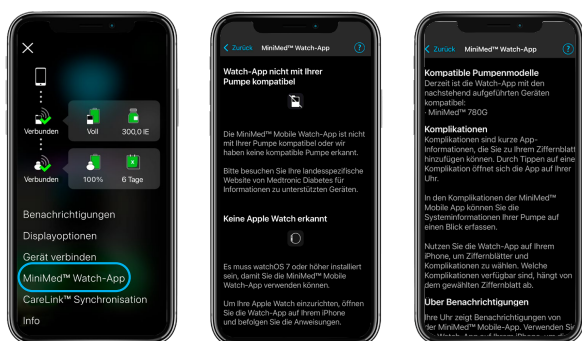 Verbunden
Voll
300,0 IE
Verbunden
100%
6 Tage
Benachrichtigungen
Displayoptionen
Gerät verbinden
MiniMed™ Watch-App
CareLink™ Synchronisation
Info
Zurück MiniMed™ Watch-App ?
Watch-App nicht mit Ihrer
Pumpe kompatibel
Die MiniMed™ Mobile Watch-App ist nicht
mit Ihrer Pumpe kompatibel oder wir
haben keine kompatible Pumpe erkannt.
Bitte besuchen Sie Ihre landesspezifische
Website von Medtronic Diabetes für
Informationen zu unterstützten Geräten.
Keine Apple Watch erkannt
Es muss watchOS 7 oder höher installiert
sein, damit Sie die MiniMed™ Mobile
Watch-App verwenden können.
Um Ihre Apple Watch einzurichten, öffnen
Sie die Watch-App auf Ihrem iPhone
und befolgen Sie die Anweisungen.
Zurück MiniMed™ Watch-App ?
Kompatible Pumpenmodelle
Derzeit ist die Watch-App mit den
nachstehend aufgeführten Geräten
kompatibel:
· MiniMed™ 780G
Komplikationen
Komplikationen sind kurze App-
Informationen, die Sie zu Ihrem Ziffernblatt
hinzufügen können. Durch Tippen auf eine
Komplikation öffnet sich die App auf Ihrer
Uhr.
In den Komplikationen der MiniMed™
Mobile App können Sie die
Systeminformationen Ihrer Pumpe auf
einen Blick erfassen.
Nutzen Sie die Watch-App auf Ihrem
iPhone, um Ziffernblätter und
Komplikationen zu wählen. Welche
Komplikationen verfügbar sind, hängt von
dem gewählten Ziffernblatt ab.
Über Benachrichtigungen
Ihre Uhr zeigt Benachrichtigungen von
der MiniMed™ Mobile-App. Verwenden Sie